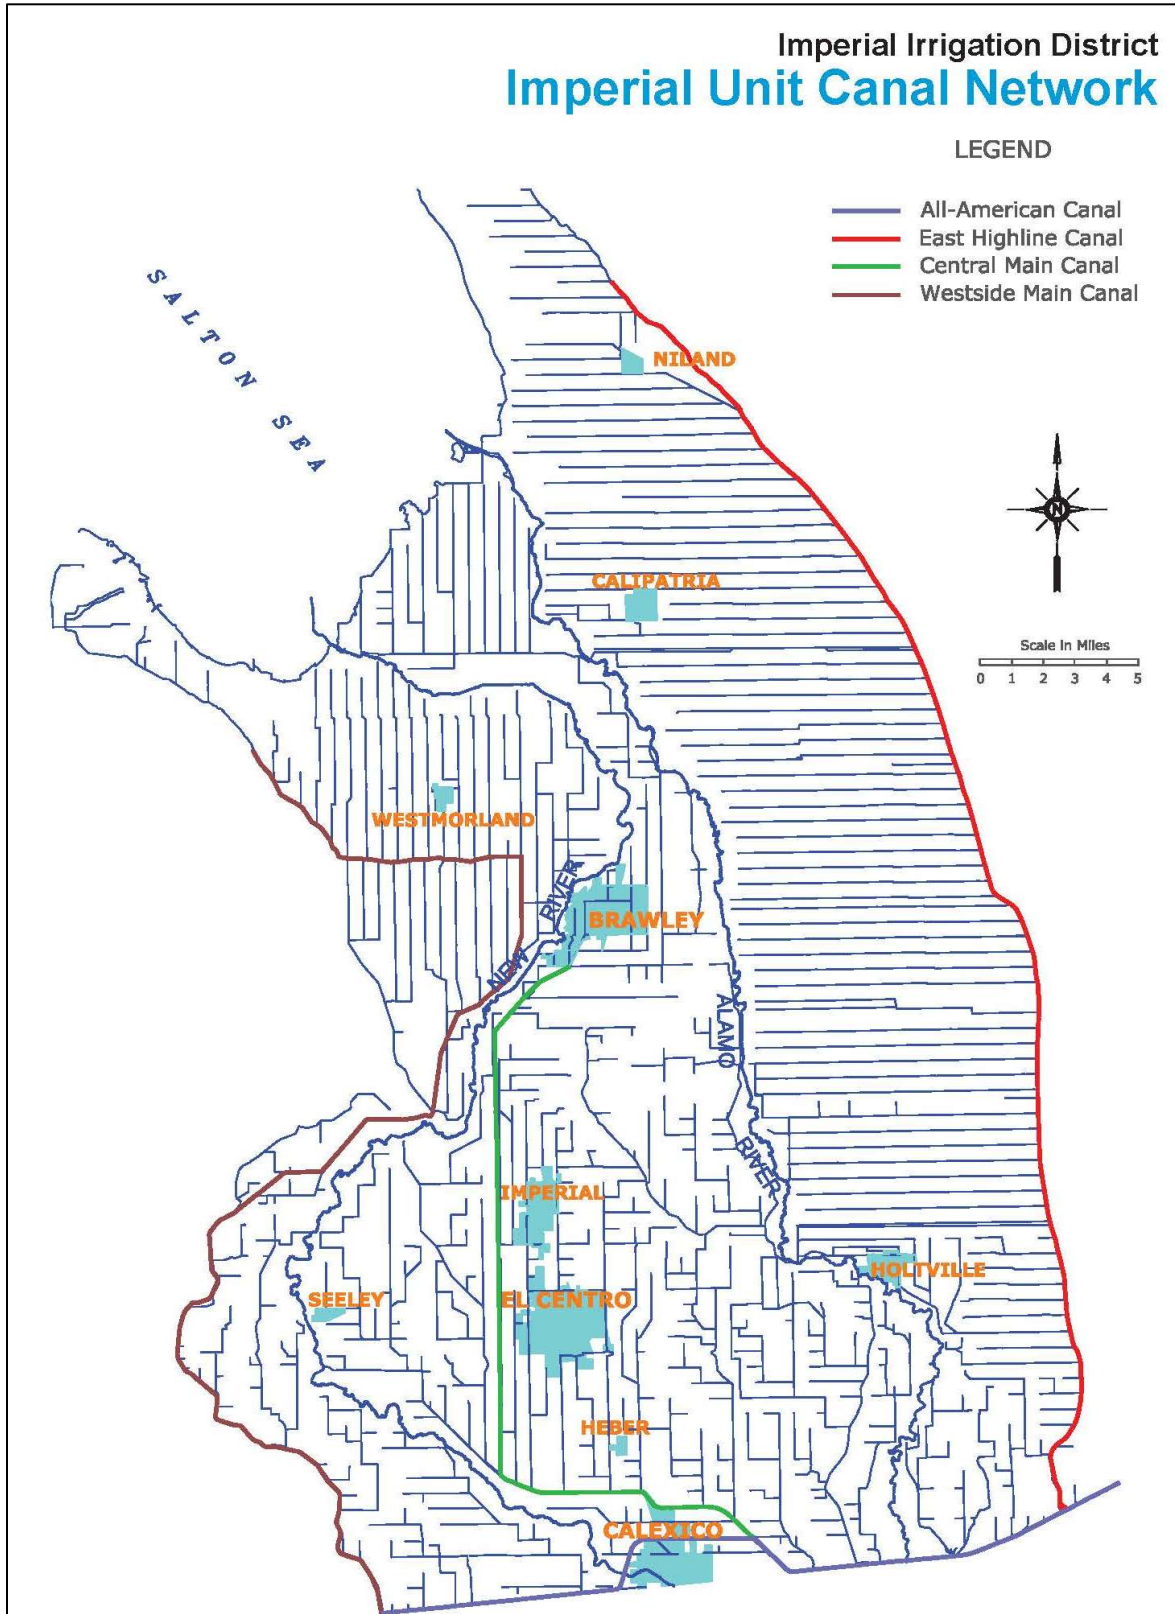 Imperial Irrigation District
Imperial Unit Canal Network
LEGEND
All-American Canal
East Highline Canal
Central Main Canal
Westside Main Canal
SALTON SEA
NILAND
N
CALIPATRIA
Scale in Miles
0 1 2 3 4 5
WESTMORLAND
NEW RIVER
BRAWLEY
ALAMO RIVER
IMPERIAL
HOLTVILLE
SEELEY
EL CENTRO
HEBER
CALEXICO